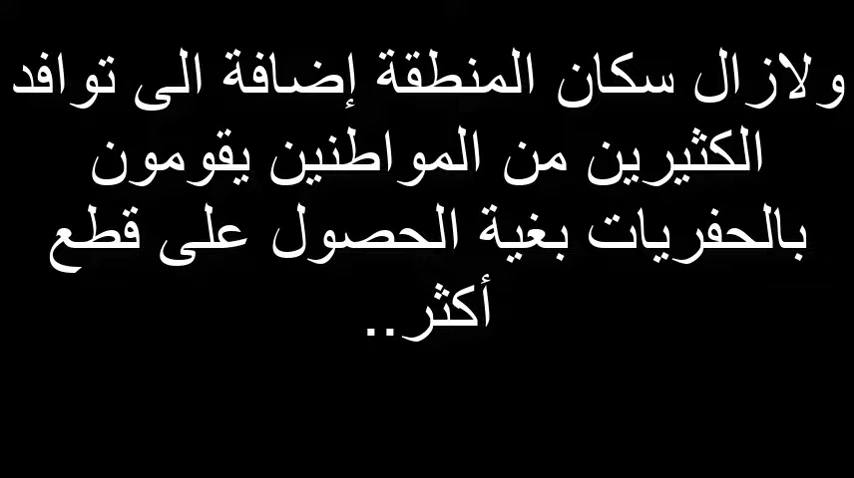 ولازال سكان المنطقة إضافة الى توافد
الكثيرين من المواطنين يقومون
بالحفريات بغية الحصول على قطع
أكثر..